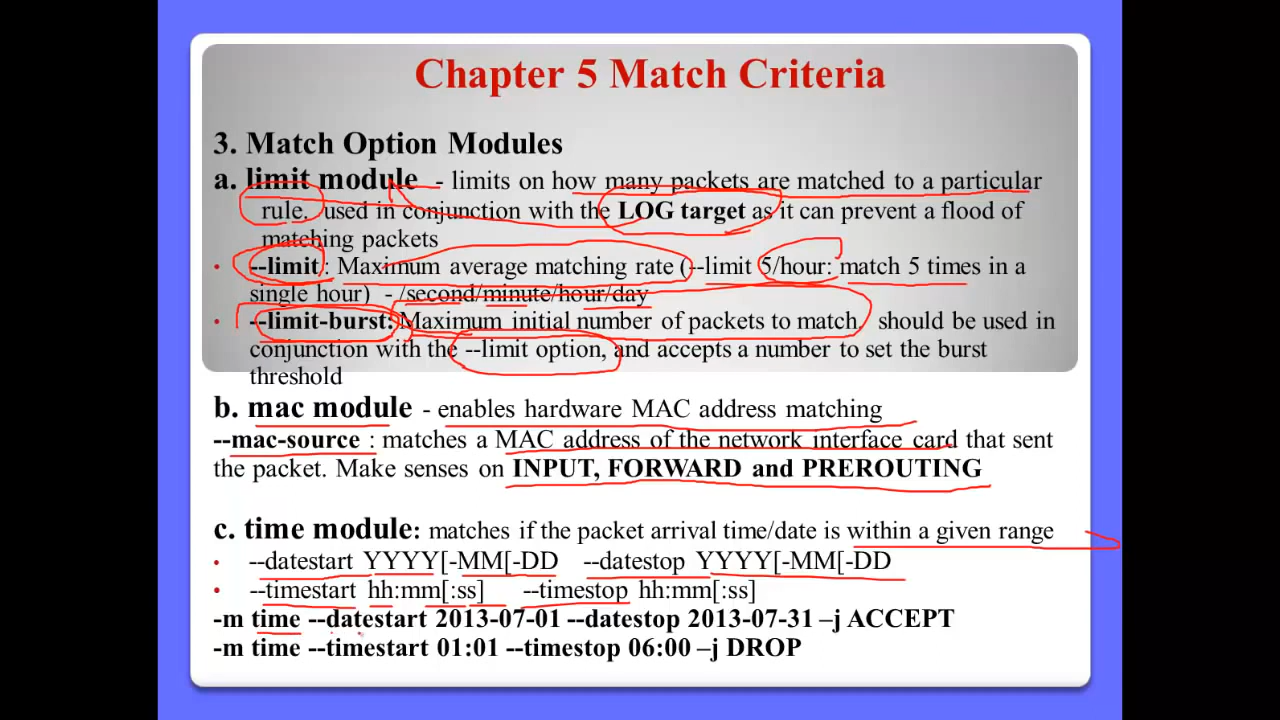 Chapter 5 Match Criteria
3. Match Option Modules
a. limit module - limits on how many packets are matched to a particular
rule. used in conjunction with the LOG target as it can prevent a flood of
matching packets
• --limit : Maximum average matching rate (--limit 5/hour: match 5 times in a
single hour) - /second/minute/hour/day
• --limit-burst: Maximum initial number of packets to match. should be used in
conjunction with the --limit option, and accepts a number to set the burst
threshold
b. mac module - enables hardware MAC address matching
--mac-source : matches a MAC address of the network interface card that sent
the packet. Make senses on INPUT, FORWARD and PREROUTING
c. time module: matches if the packet arrival time/date is within a given range
• --datestart YYYY[-MM[-DD --datestop YYYY[-MM[-DD
• --timestart hh:mm[:ss] --timestop hh:mm[:ss]
-m time --datestart 2013-07-01 --datestop 2013-07-31 –j ACCEPT
-m time --timestart 01:01 --timestop 06:00 –j DROP